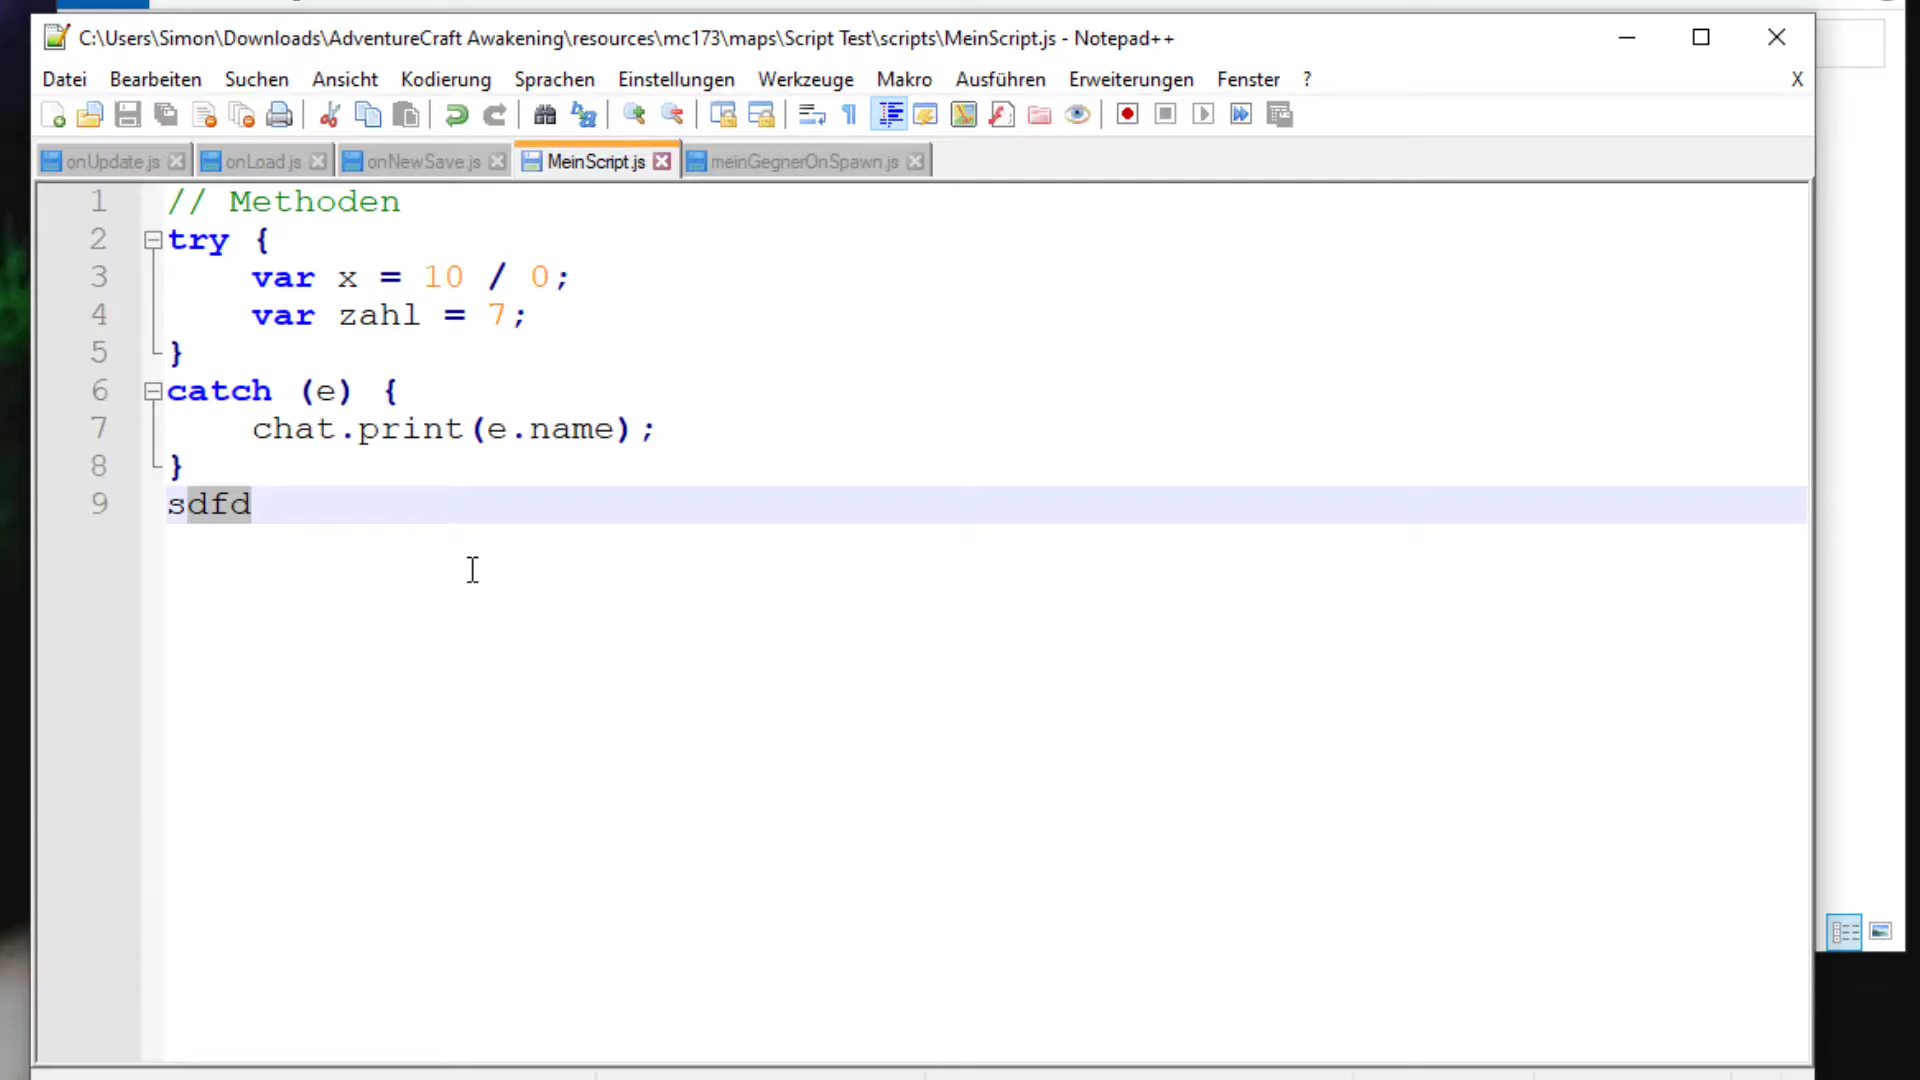 C:\Users\Simon\Downloads\AdventureCraft Awakening\resources\mc173\maps\Script Test\scripts\MeinScript.js - Notepad++
Datei Bearbeiten Suchen Ansicht Kodierung Sprachen Einstellungen Werkzeuge Makro Ausführen Erweiterungen Fenster ? X
onUpdate.js onLoad.js onNewSave.js MeinScript.js meinGegnerOnSpawn.js
1 // Methoden
2 try {
3 var x = 10 / 0;
4 var zahl = 7;
5 }
6 catch (e) {
7 chat.print(e.name);
8 }
9 sdfd